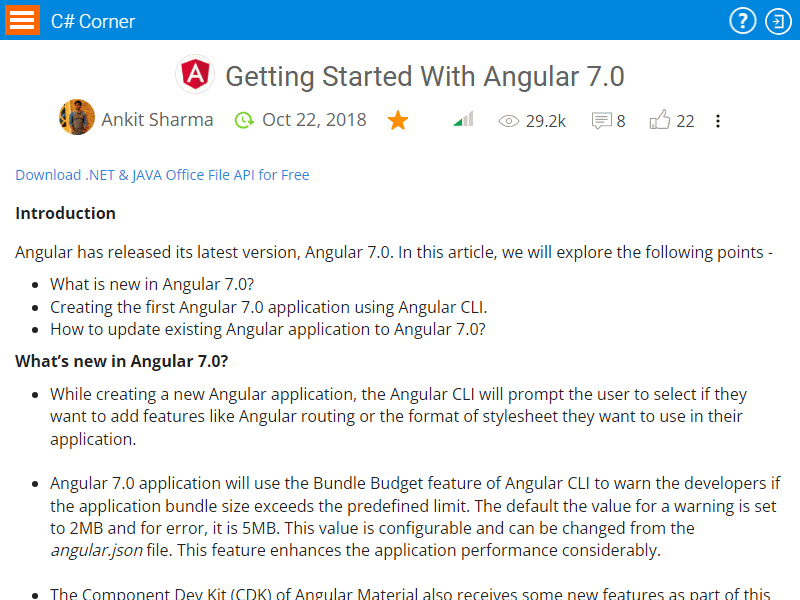 C# Corner
Getting Started With Angular 7.0
Ankit Sharma Oct 22, 2018 29.2k 8 22
Download .NET & JAVA Office File API for Free
Introduction
Angular has released its latest version, Angular 7.0. In this article, we will explore the following points -
What is new in Angular 7.0?
Creating the first Angular 7.0 application using Angular CLI.
How to update existing Angular application to Angular 7.0?
What’s new in Angular 7.0?
While creating a new Angular application, the Angular CLI will prompt the user to select if they
want to add features like Angular routing or the format of stylesheet they want to use in their
application.
Angular 7.0 application will use the Bundle Budget feature of Angular CLI to warn the developers if
the application bundle size exceeds the predefined limit. The default the value for a warning is set
to 2MB and for error, it is 5MB. This value is configurable and can be changed from the
angular.json file. This feature enhances the application performance considerably.
The Component Dev Kit (CDK) of Angular Material also receives some new features as part of this